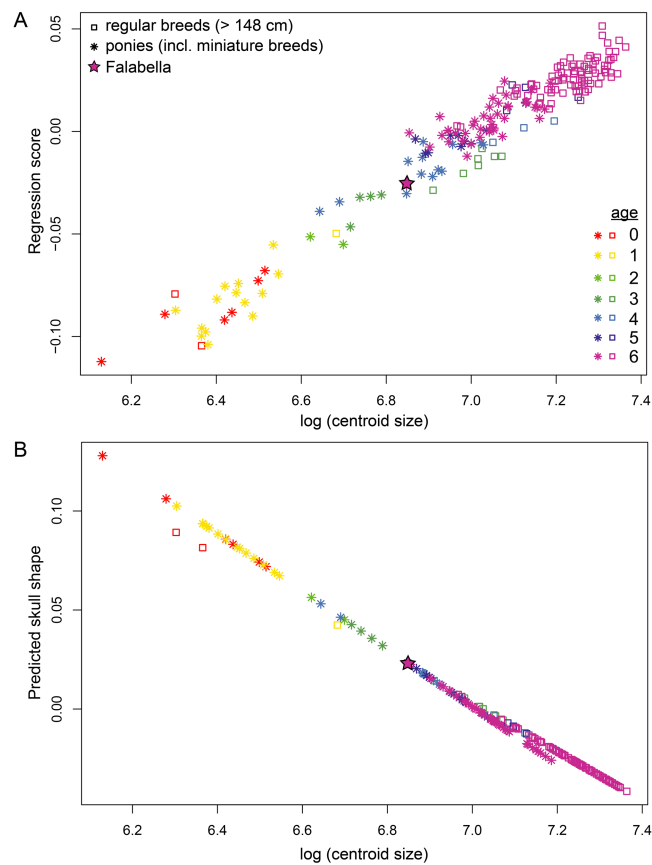 A
regular breeds (> 148 cm)
ponies (incl. miniature breeds)
Falabella
Regression score
0.05
0.00
−0.05
−0.10
age
0
1
2
3
4
5
6
6.2 6.4 6.6 6.8 7.0 7.2 7.4
log (centroid size)
B
Predicted skull shape
0.10
0.05
0.00
6.2 6.4 6.6 6.8 7.0 7.2 7.4
log (centroid size)